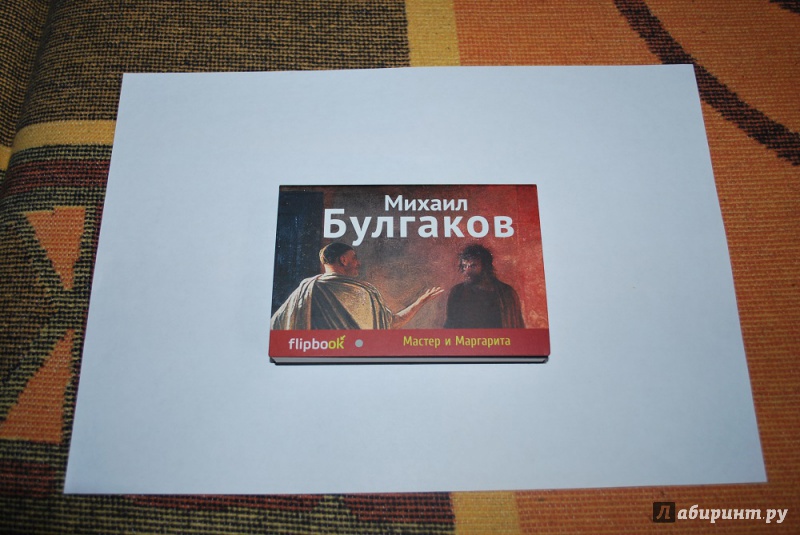 Михаил
Булгаков
flipbook
Мастер и Маргарита
Лабиринт.ру